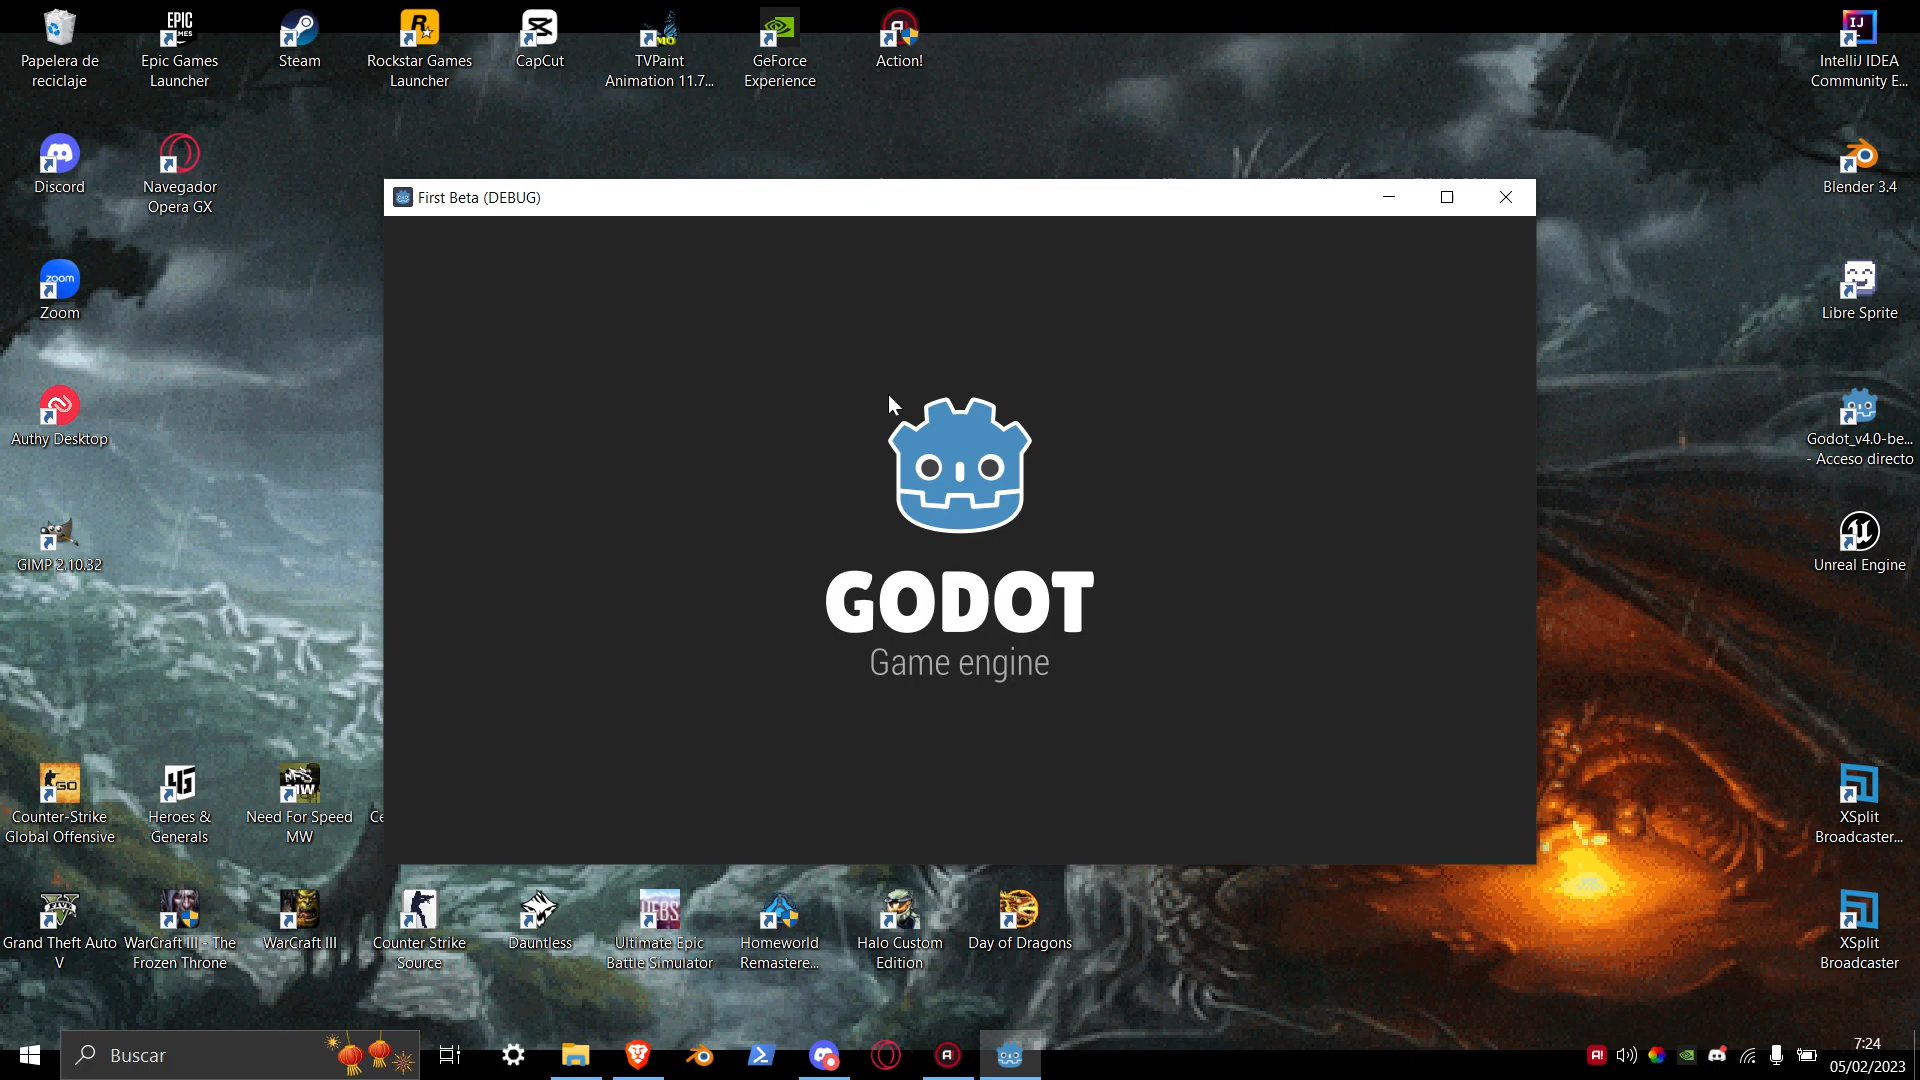 Papelera de
reciclaje
EPIC
GAMES
Epic Games
Launcher
Steam
Rockstar Games
Launcher
CapCut
TVPaint
Animation 11.7...
GeForce
Experience
Action!
IJ
IntelliJ IDEA
Community E...
Discord
Navegador
Opera GX
Blender 3.4
zoom
Zoom
Libre Sprite
Authy Desktop
Godot_v4.0-be...
- Acceso directo
GIMP 2.10.32
Unreal Engine
First Beta (DEBUG)
GODOT
Game engine
Counter-Strike
Global Offensive
Heroes &
Generals
Need For Speed
MW
Ce
XSplit
Broadcaster...
Grand Theft Auto
V
WarCraft III - The
Frozen Throne
WarCraft III
Counter Strike
Source
Dauntless
Ultimate Epic
Battle Simulator
Homeworld
Remastere...
Halo Custom
Edition
Day of Dragons
XSplit
Broadcaster
Buscar
7:24
05/02/2023